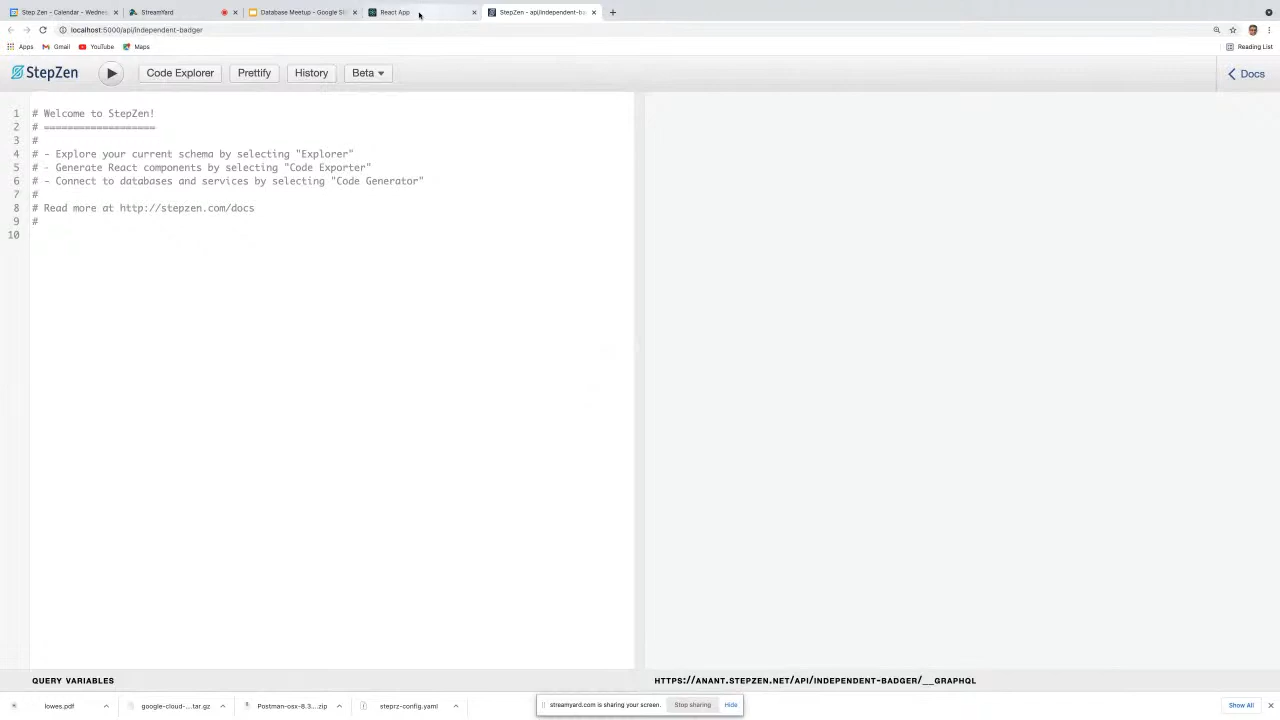 Step Zen - Calendar - Wednes
StreamYard
Database Meetup - Google Sli
React App
StepZen - api/independent-ba
localhost:5000/api/independent-badger
Apps
Gmail
YouTube
Maps
Reading List
StepZen
Code Explorer
Prettify
History
Beta
Docs
1 # Welcome to StepZen!
2 # ===================
3 #
4 # - Explore your current schema by selecting "Explorer"
5 # - Generate React components by selecting "Code Exporter"
6 # - Connect to databases and services by selecting "Code Generator"
7 #
8 # Read more at http://stepzen.com/docs
9 #
10
QUERY VARIABLES
HTTPS://ANANT.STEPZEN.NET/API/INDEPENDENT-BADGER/__GRAPHQL
lowes.pdf
google-cloud-....tar.gz
Postman-osx-8.3....zip
steprz-config.yaml
streamyard.com is sharing your screen.
Stop sharing
Hide
Show All